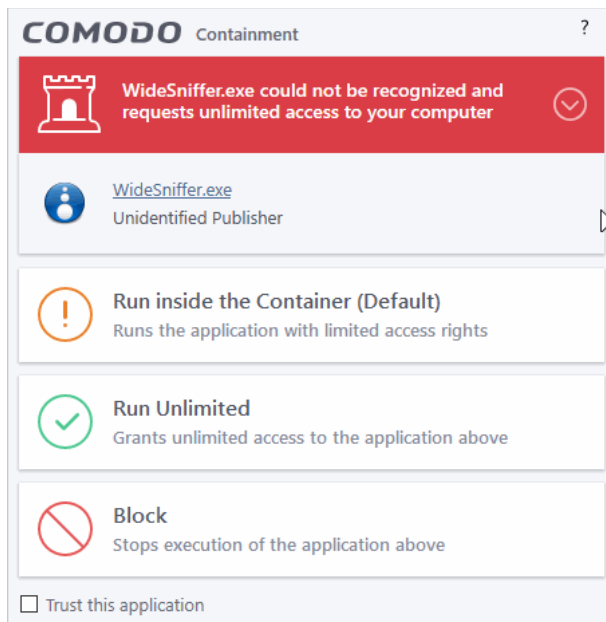 COMODO Containment ?
WideSniffer.exe could not be recognized and
requests unlimited access to your computer
WideSniffer.exe
Unidentified Publisher
Run inside the Container (Default)
Runs the application with limited access rights
Run Unlimited
Grants unlimited access to the application above
Block
Stops execution of the application above
Trust this application